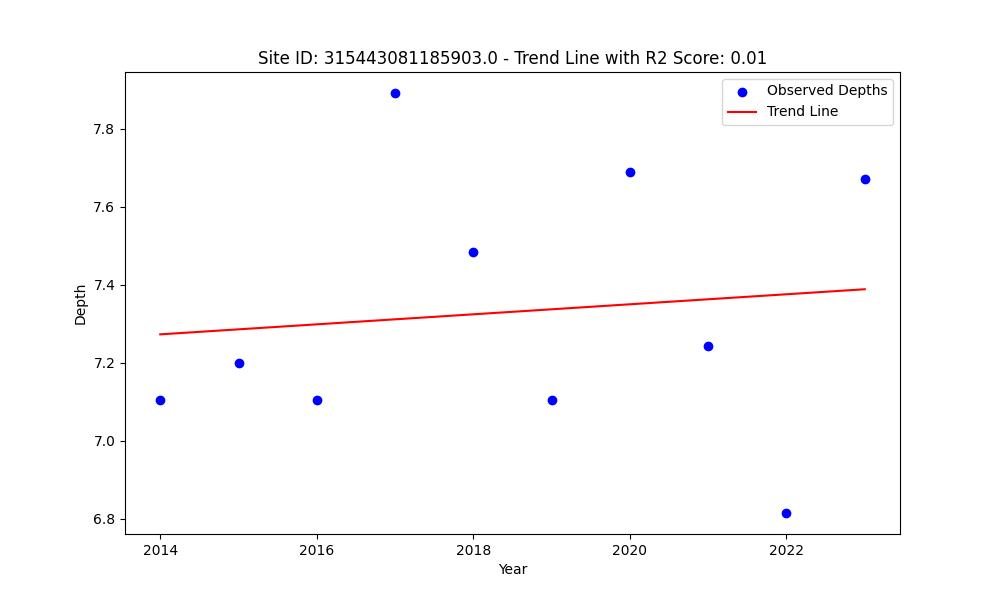 Site ID: 315443081185903.0 - Trend Line with R2 Score: 0.01
Observed Depths
Trend Line
7.8
7.6
7.4
7.2
7.0
6.8
Depth
2014
2016
2018
2020
2022
Year